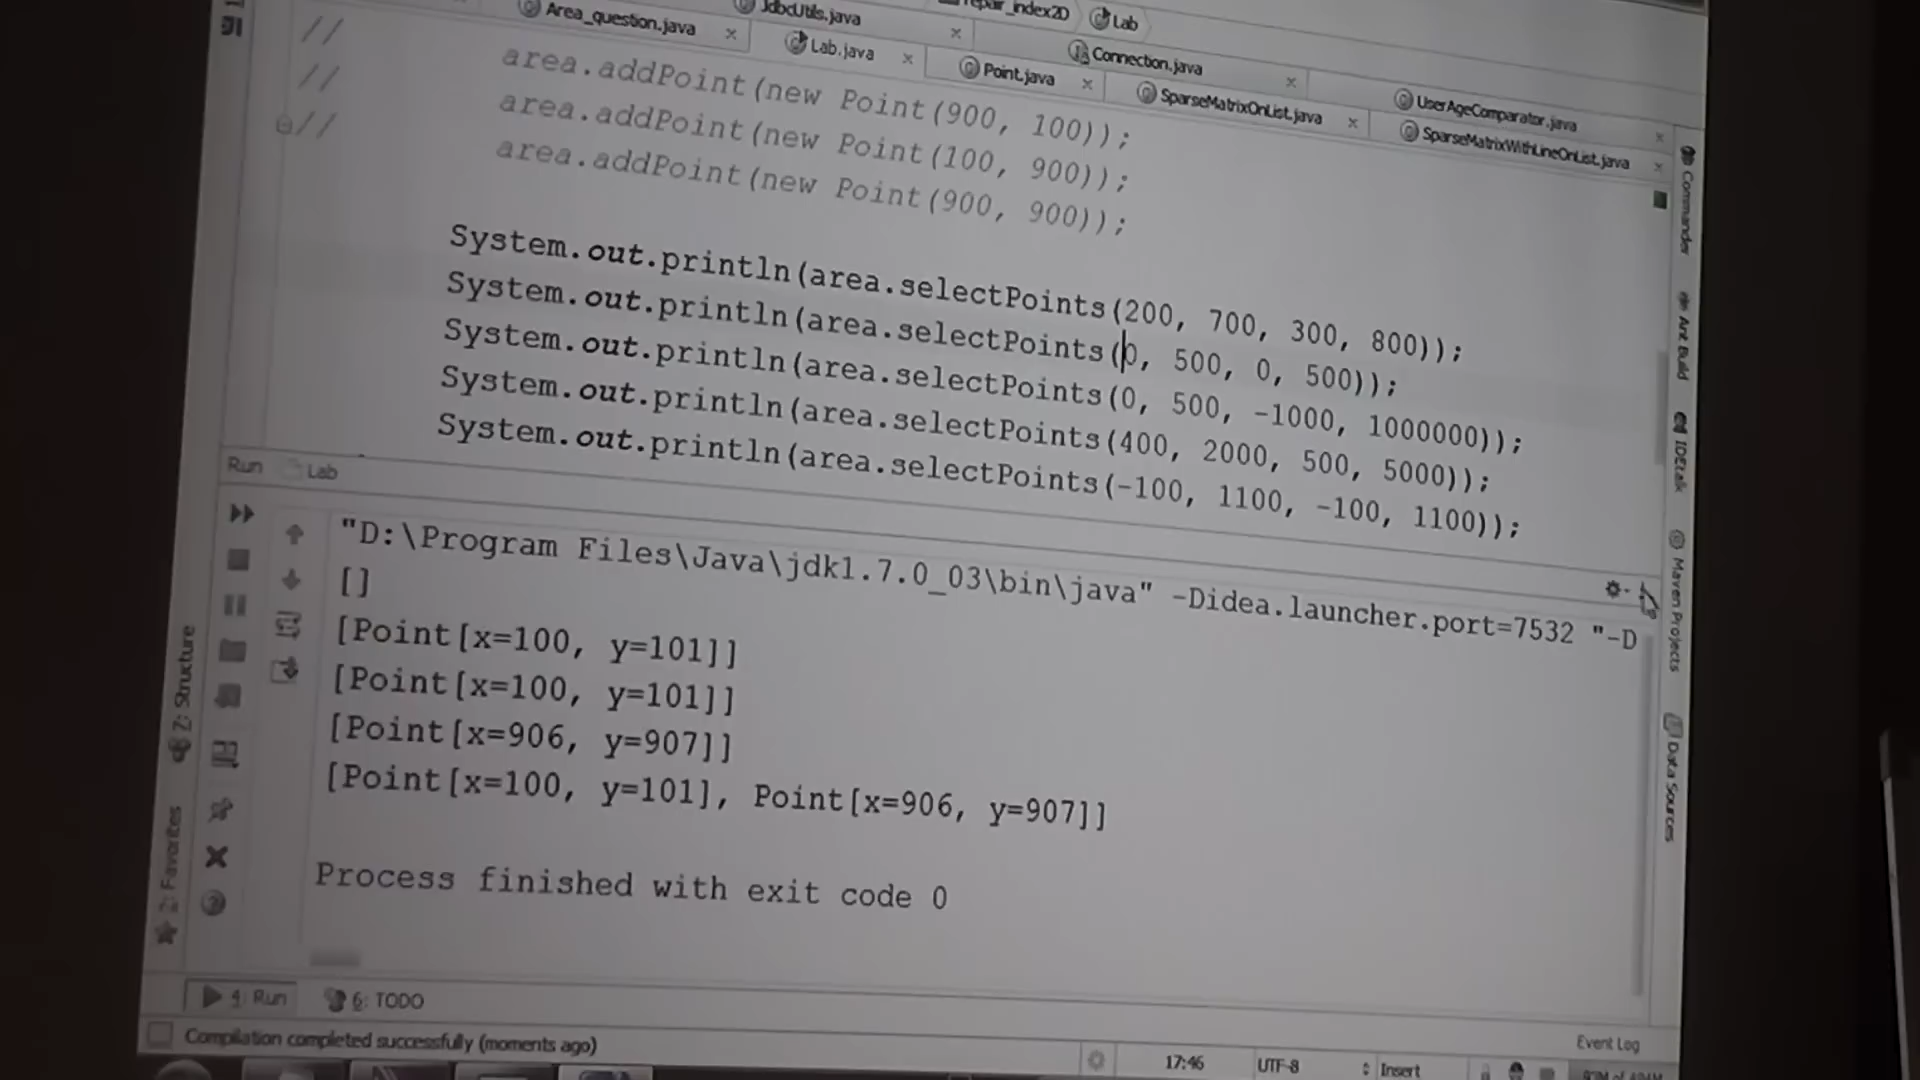 repair_index2D Lab
Area_question.java JdbcUtils.java
Lab.java Connection.java
Point.java UserAgeComparator.java
SparseMatrixOnList.java SparseMatrixWithLineOnList.java
// area.addPoint(new Point(900, 100));
// area.addPoint(new Point(100, 900));
// area.addPoint(new Point(900, 900));
System.out.println(area.selectPoints(200, 700, 300, 800));
System.out.println(area.selectPoints(0, 500, 0, 500));
System.out.println(area.selectPoints(0, 500, -1000, 1000000));
System.out.println(area.selectPoints(400, 2000, 500, 5000));
System.out.println(area.selectPoints(-100, 1100, -100, 1100));
Run Lab
"D:\Program Files\Java\jdk1.7.0_03\bin\java" -Didea.launcher.port=7532 "-D
[]
[Point[x=100, y=101]]
[Point[x=100, y=101]]
[Point[x=906, y=907]]
[Point[x=100, y=101], Point[x=906, y=907]]
Process finished with exit code 0
Commander
Ant Build
IDEtalk
Maven Projects
Data Sources
Z: Structure
2: Favorites
4: Run 6: TODO
Compilation completed successfully (moments ago)
Event Log
17:46 UTF-8 Insert